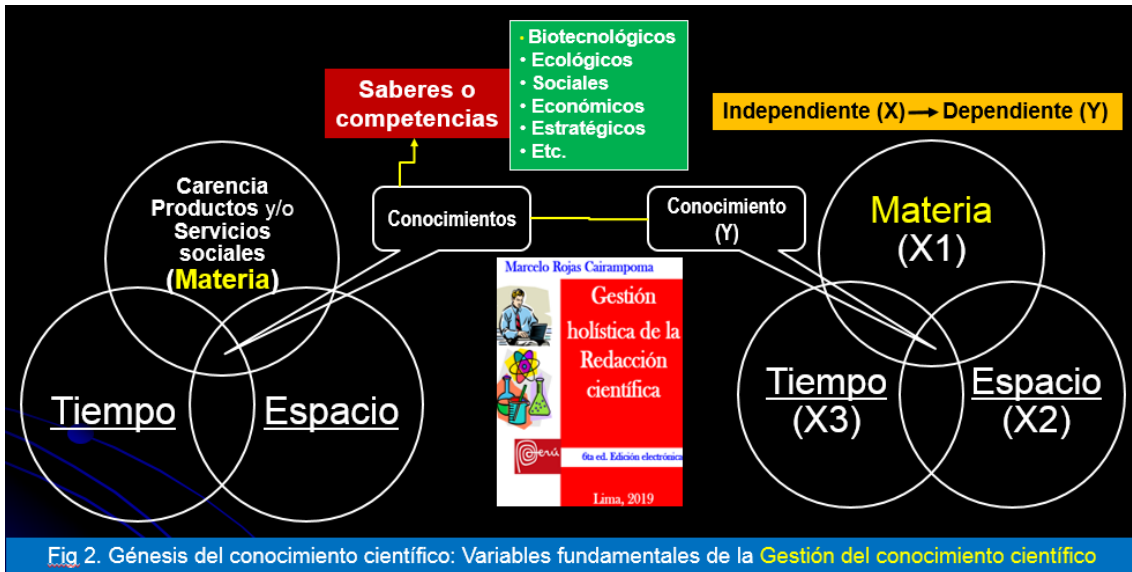 Saberes o
competencias
• Biotecnológicos
• Ecológicos
• Sociales
• Económicos
• Estratégicos
• Etc.
Independiente (X) → Dependiente (Y)
Carencia
Productos y/o
Servicios
sociales
(Materia)
Tiempo
Espacio
Conocimientos
Conocimiento
(Y)
Marcelo Rojas Cairampoma
Gestión
holística de la
Redacción
científica
Perú
6ta ed. Edición electrónica
Lima, 2019
Materia
(X1)
Tiempo
(X3)
Espacio
(X2)
Fig 2. Génesis del conocimiento científico: Variables fundamentales de la Gestión del conocimiento científico